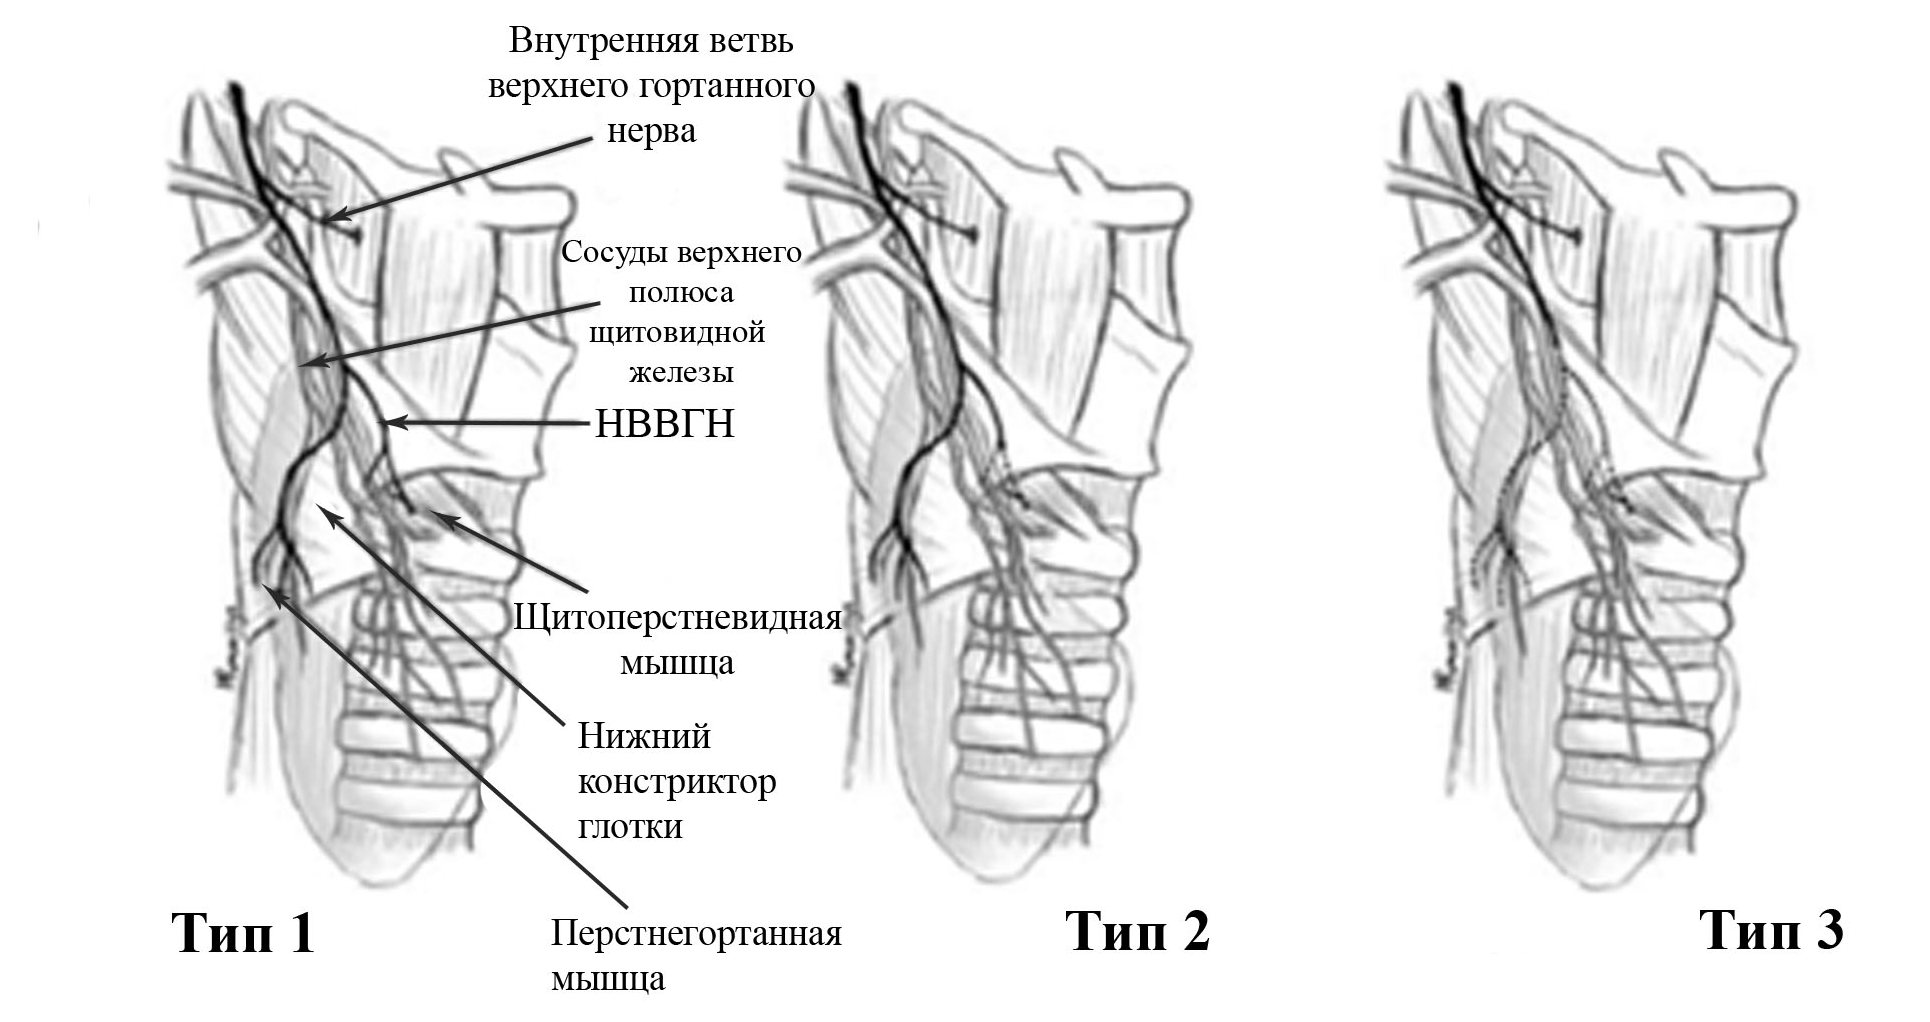 Внутренняя ветвь
верхнего гортанного
нерва
Сосуды верхнего
полюса
щитовидной
железы
НВВГН
Щитоперстневидная
мышца
Нижний
констриктор
глотки
Перстнегортанная
мышца
Тип 1
Тип 2
Тип 3